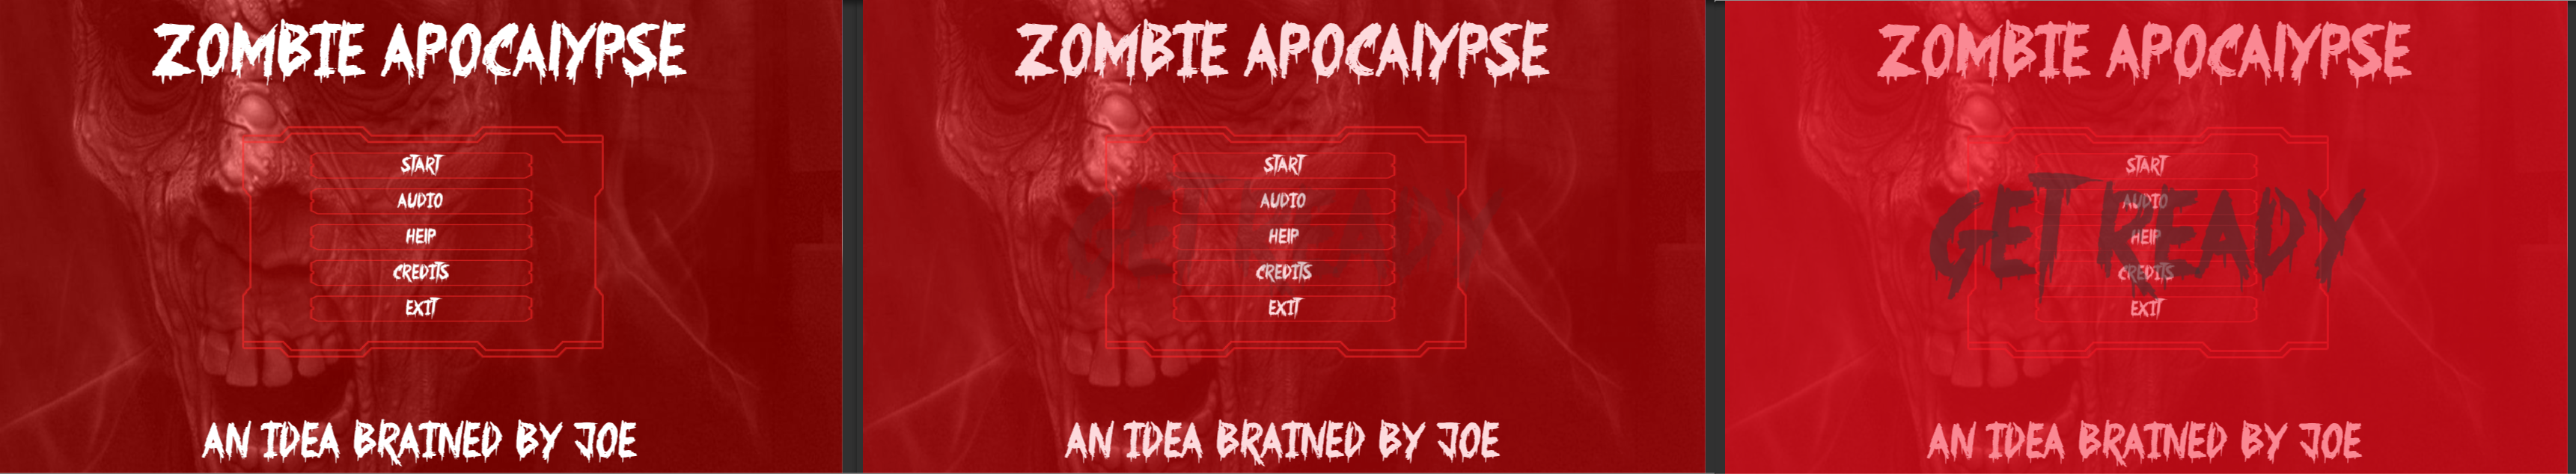 ZOMBIE APOCAlYPSE
START
AUDIO
HElP
CREDITS
EXIT
AN IDEA BRAINED BY JOE
ZOMBIE APOCAlYPSE
START
AUDIO
HElP
CREDITS
EXIT
GET READY
AN IDEA BRAINED BY JOE
ZOMBIE APOCAlYPSE
START
AUDIO
HElP
CREDITS
EXIT
GET READY
AN IDEA BRAINED BY JOE